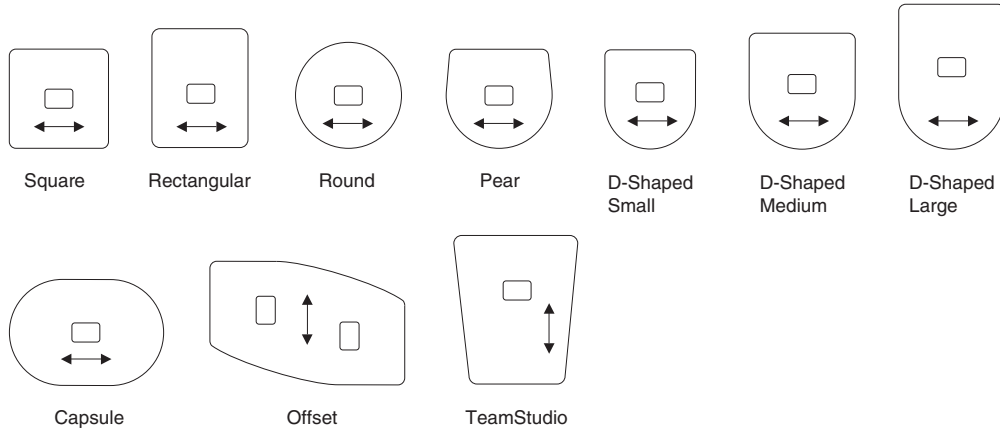 Square
Rectangular
Round
Pear
D-Shaped
Small
D-Shaped
Medium
D-Shaped
Large
Capsule
Offset
TeamStudio